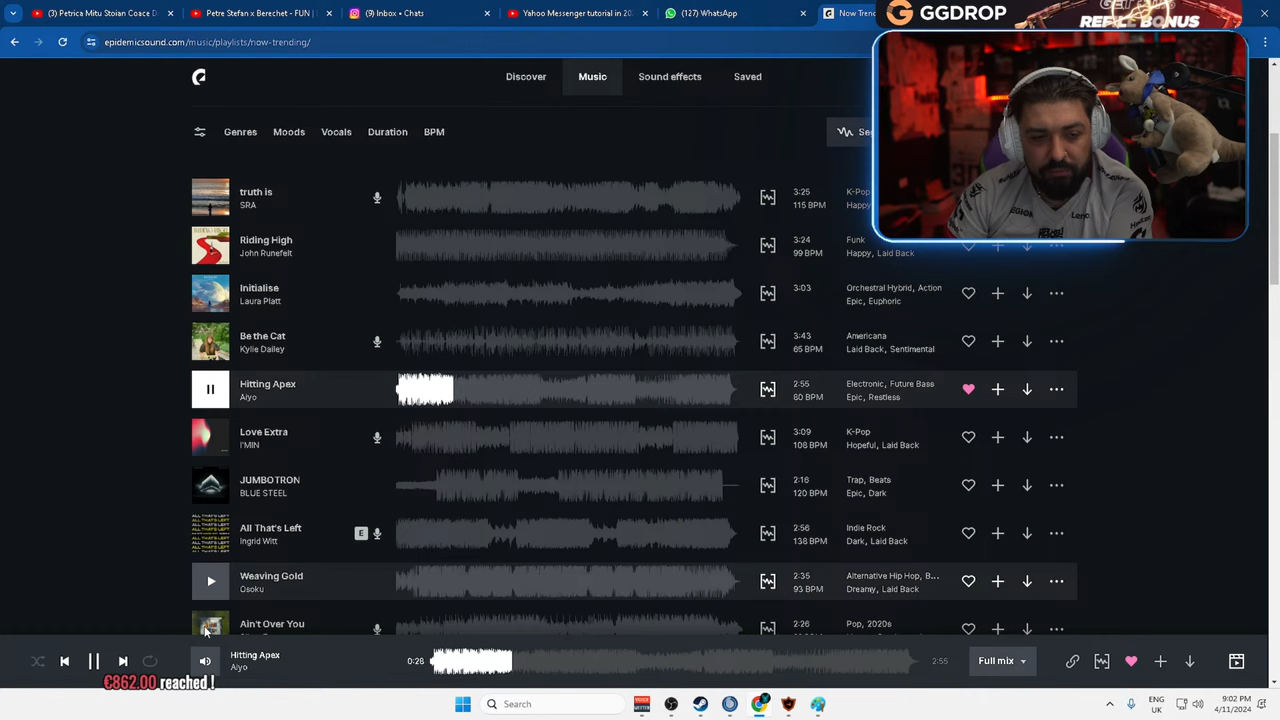 (3) Petrica Mitu Stoian Coace D
Petre Stefan x Berechet - FUN |
(9) Inbox •
Yahoo Messenger tutorial in 20
(127) WhatsApp
Now Trend
GGDROP
REFILL BONUS
epidemicsound.com/music/playlists/now-trending/
Discover
Music
Sound effects
Saved
Genres
Moods
Vocals
Duration
BPM
truth is
SRA
3:25
115 BPM
K-Pop
Happy
Riding High
John Runefelt
3:24
99 BPM
Funk
Happy, Laid Back
Initialise
Laura Platt
3:03
Orchestral Hybrid, Action
Epic, Euphoric
Be the Cat
Kylie Dailey
3:43
65 BPM
Americana
Laid Back, Sentimental
Hitting Apex
Aiyo
2:55
80 BPM
Electronic, Future Bass
Epic, Restless
Love Extra
I'MIN
3:09
108 BPM
K-Pop
Hopeful, Laid Back
JUMBOTRON
BLUE STEEL
2:16
120 BPM
Trap, Beats
Epic, Dark
ALL THAT'S LEFT
All That's Left
Ingrid Witt
E
2:56
138 BPM
Indie Rock
Dark, Laid Back
Weaving Gold
Osoku
2:35
93 BPM
Alternative Hip Hop, B...
Dreamy, Laid Back
Ain't Over You
2:26
Pop, 2020s
Hitting Apex
Aiyo
0:28
2:55
Full mix
€862.00 reached !
Search
ENG
UK
9:02 PM
4/11/2024